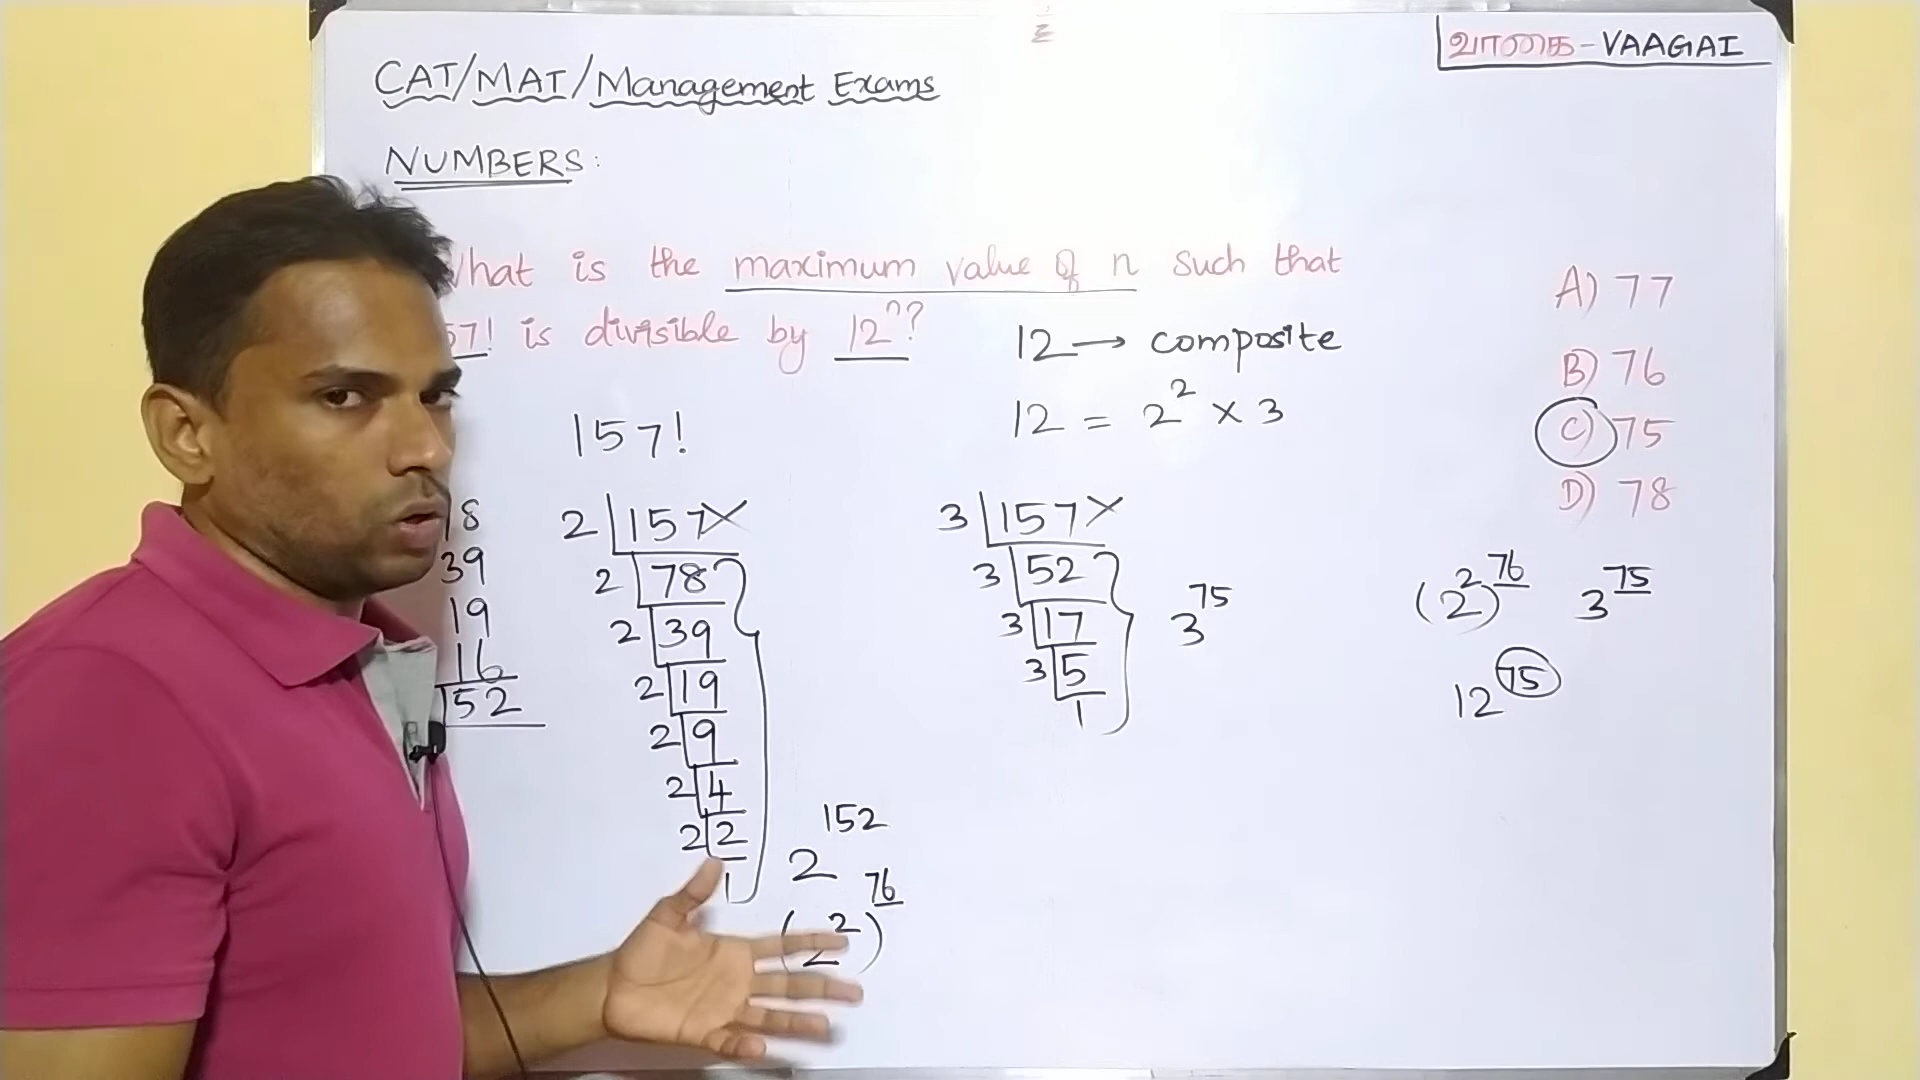 வாகை - VAAGAI
CAT/MAT/Management Exams
NUMBERS:
What is the maximum value of n such that
57! is divisible by 12ⁿ?
12 → composite
12 = 2² × 3
A) 77
B) 76
C) 75
D) 78
157!
8
39
19
16
152
2 157 ×
2 78
2 39
2 19
2 9
2 4
2 2
1
2¹⁵²
(2²)⁷⁶
3 157 ×
3 52
3 17
3 5
1
3⁷⁵
(2²)⁷⁶ 3⁷⁵
12⁷⁵